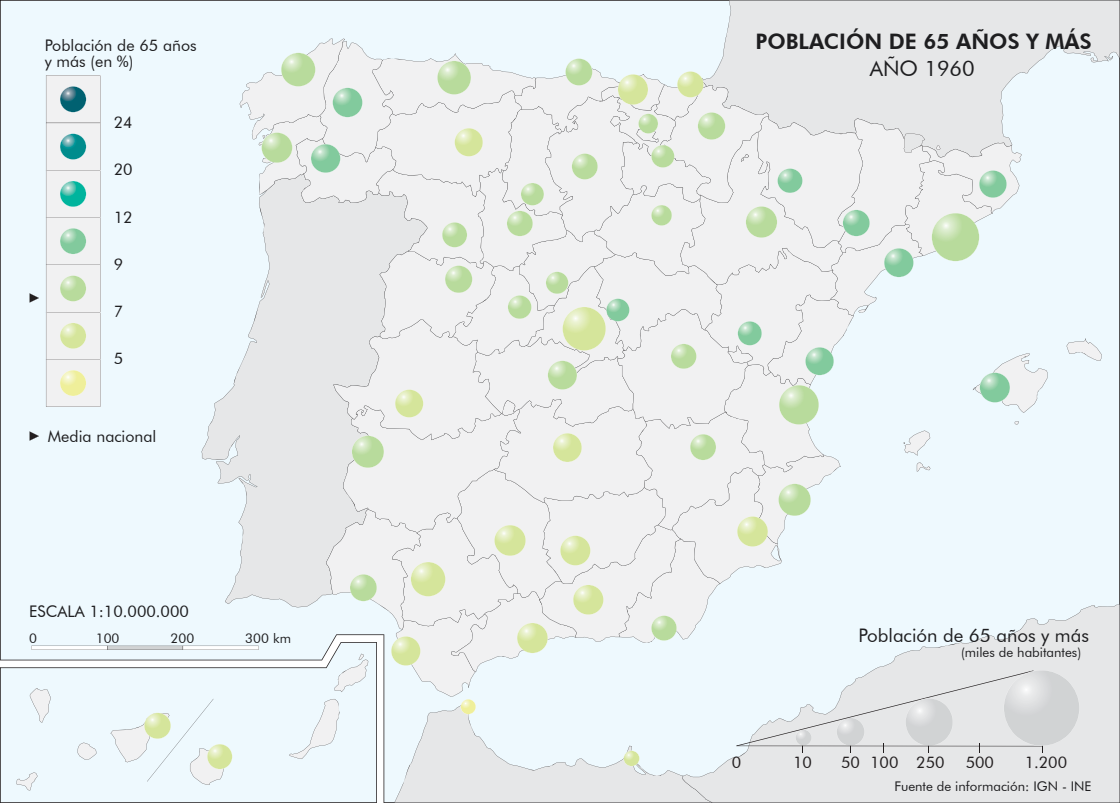 POBLACIÓN DE 65 AÑOS Y MÁS
AÑO 1960
Población de 65 años
y más (en %)
24
20
12
9
7
5
Media nacional
ESCALA 1:10.000.000
0 100 200 300 km
Población de 65 años y más
(miles de habitantes)
0 10 50 100 250 500 1.200
Fuente de información: IGN - INE